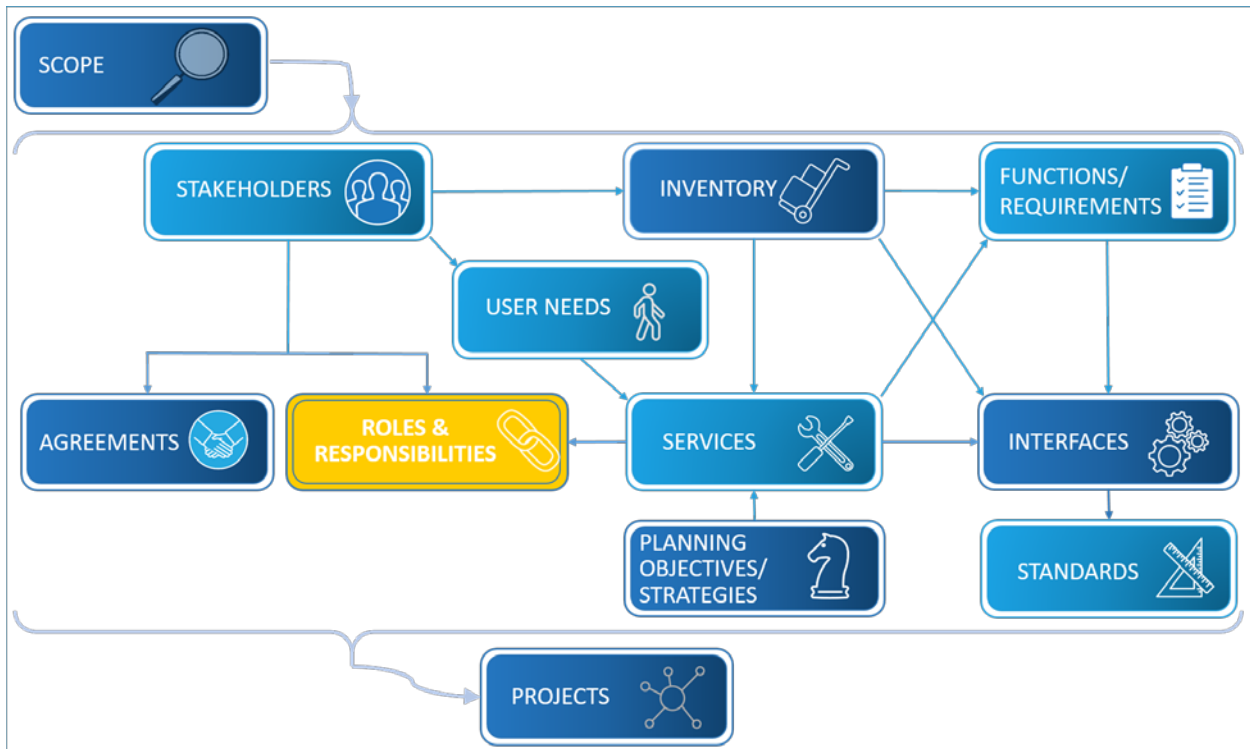 SCOPE
STAKEHOLDERS
INVENTORY
FUNCTIONS/
REQUIREMENTS
USER NEEDS
AGREEMENTS
ROLES &
RESPONSIBILITIES
SERVICES
INTERFACES
PLANNING
OBJECTIVES/
STRATEGIES
STANDARDS
PROJECTS